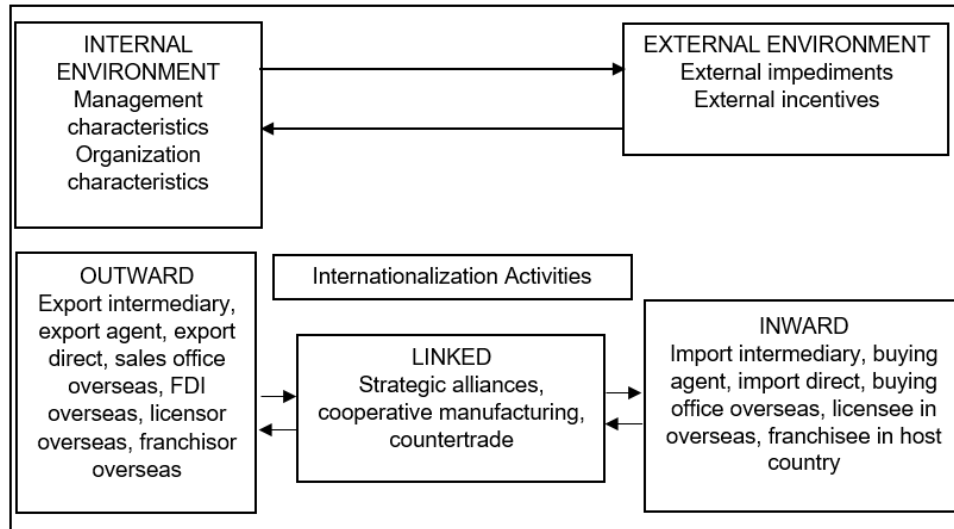 INTERNAL
ENVIRONMENT
Management
characteristics
Organization
characteristics
EXTERNAL ENVIRONMENT
External impediments
External incentives
OUTWARD
Export intermediary,
export agent, export
direct, sales office
overseas, FDI
overseas, licensor
overseas, franchisor
overseas
Internationalization Activities
LINKED
Strategic alliances,
cooperative manufacturing,
countertrade
INWARD
Import intermediary, buying
agent, import direct, buying
office overseas, licensee in
overseas, franchisee in host
country